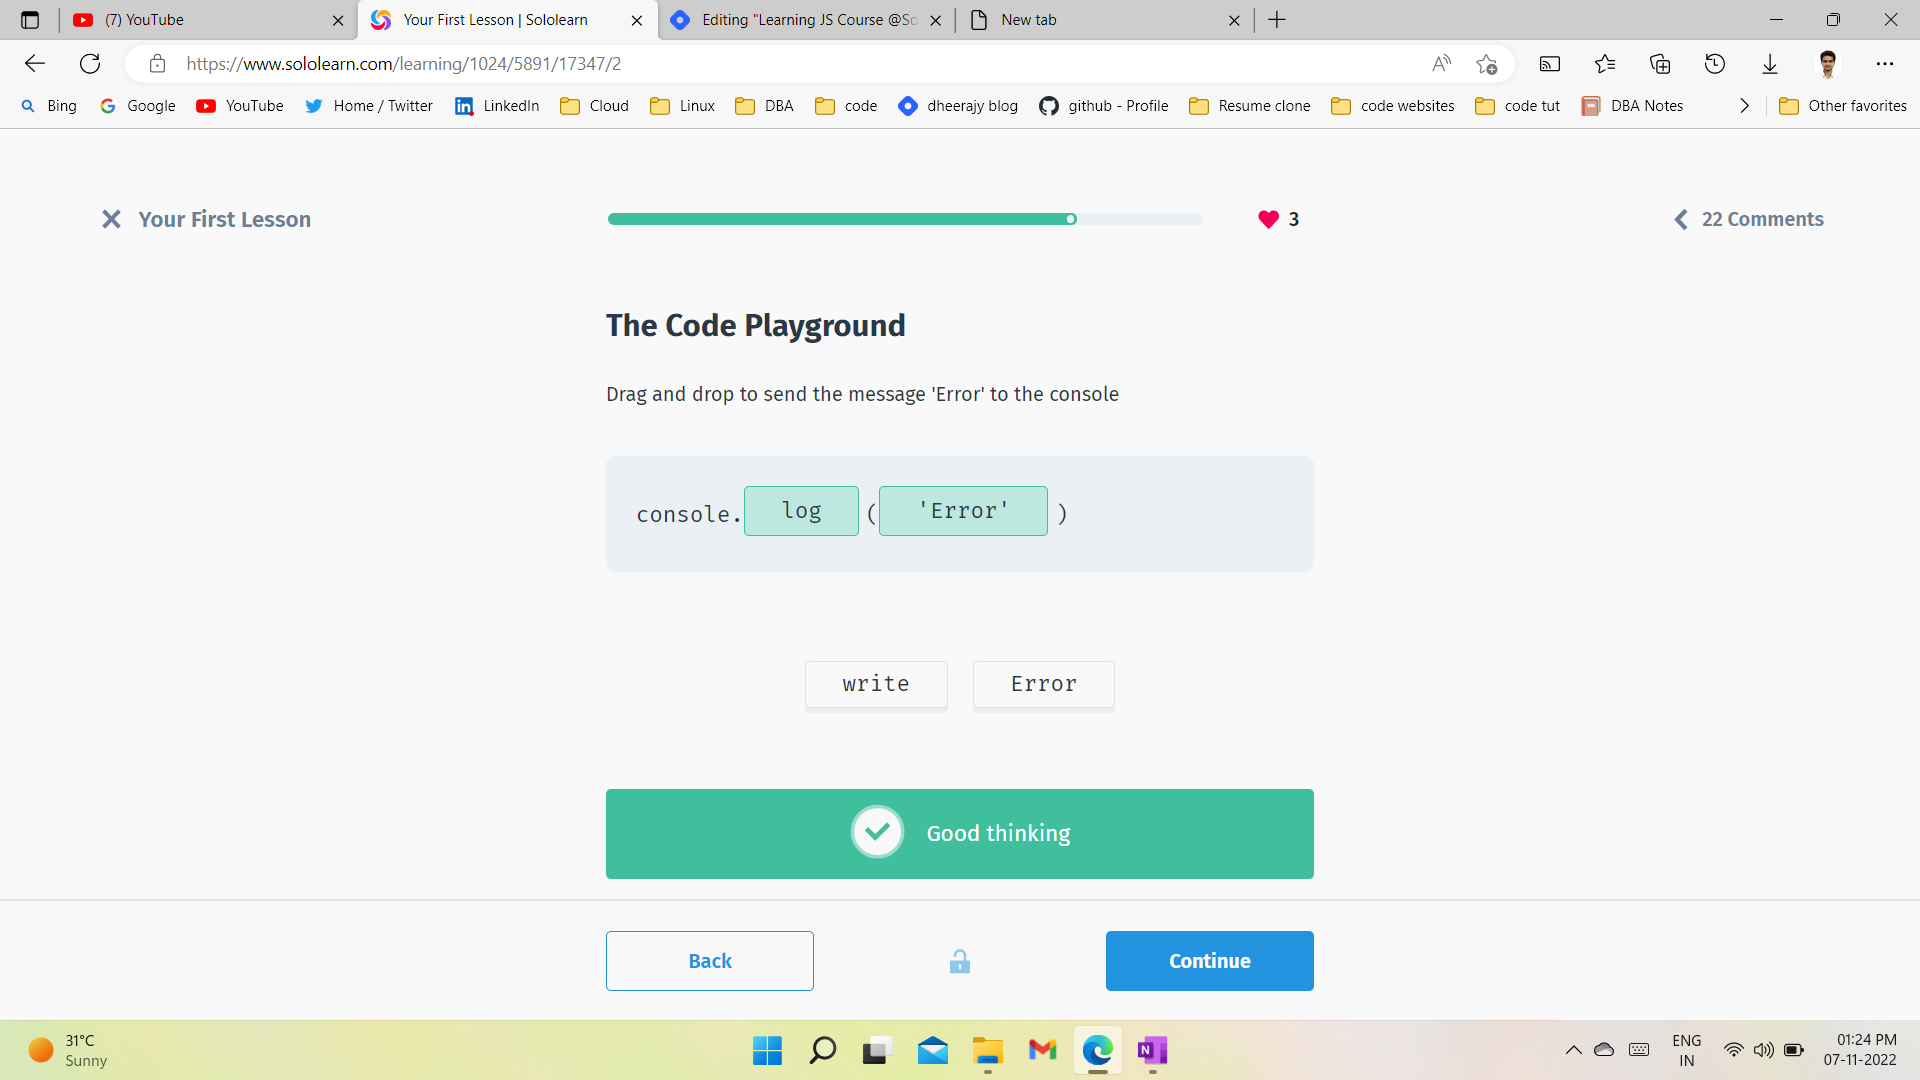 (7) YouTube
Your First Lesson | Sololearn
Editing "Learning JS Course @So
New tab
https://www.sololearn.com/learning/1024/5891/17347/2
Bing
Google
YouTube
Home / Twitter
LinkedIn
Cloud
Linux
DBA
code
dheerajy blog
github - Profile
Resume clone
code websites
code tut
DBA Notes
Other favorites
Your First Lesson
3
22 Comments
The Code Playground
Drag and drop to send the message 'Error' to the console
console.log('Error')
write
Error
Good thinking
Back
Continue
31°C
Sunny
ENG
IN
01:24 PM
07-11-2022